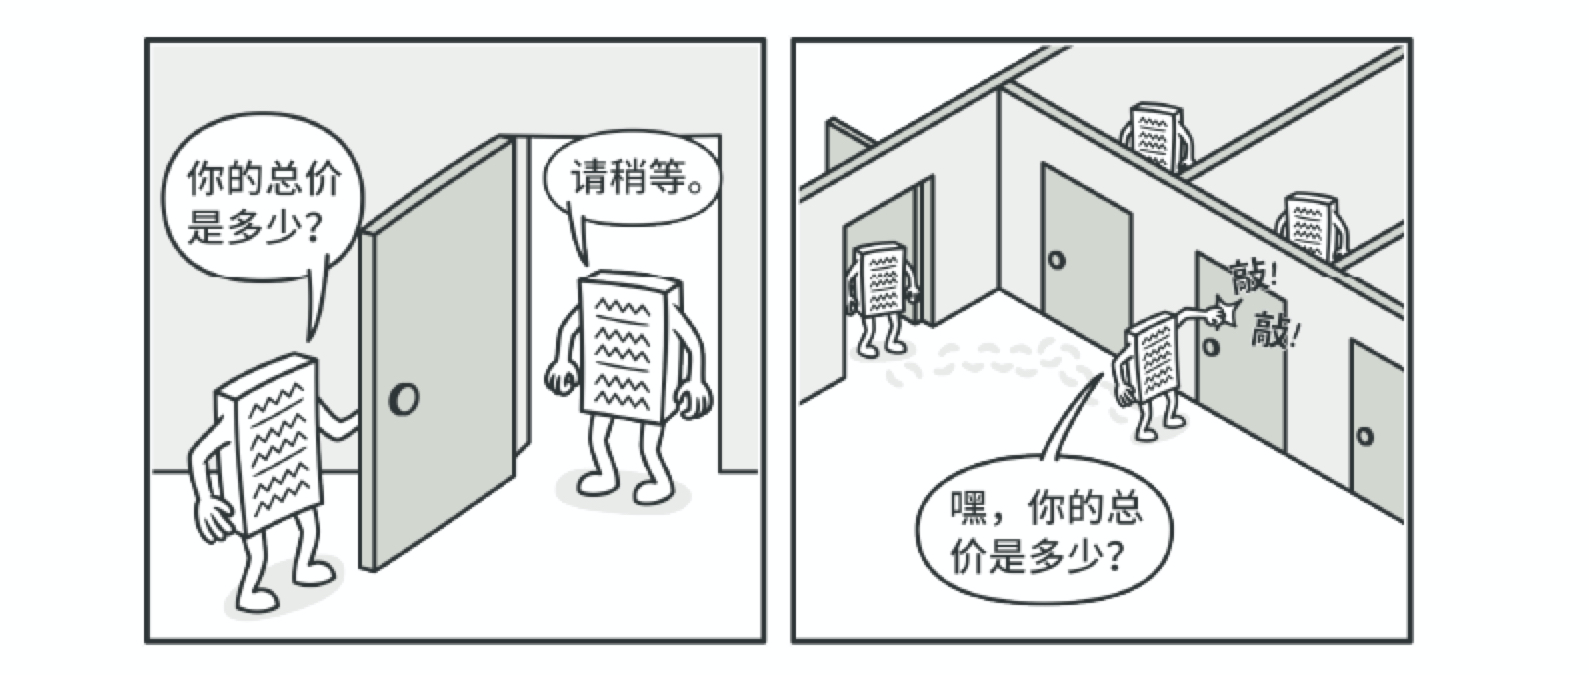 你的总价
是多少？
请稍等。
敲！
敲！
嘿，你的总
价是多少？